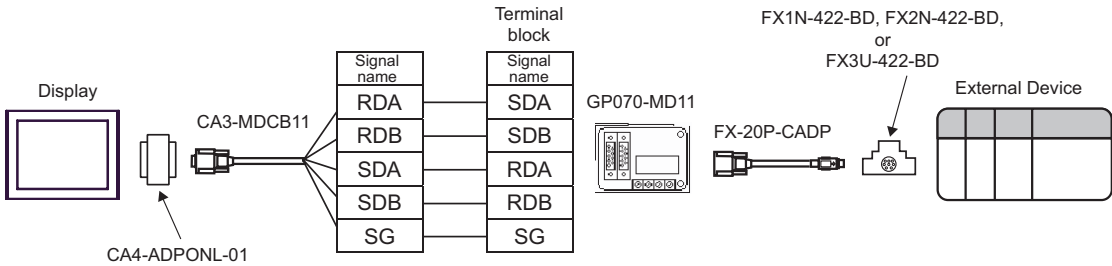 Display
CA4-ADPONL-01
CA3-MDCB11
Signal
name
RDA
RDB
SDA
SDB
SG
Terminal
block
Signal
name
SDA
SDB
RDA
RDB
SG
GP070-MD11
FX-20P-CADP
FX1N-422-BD, FX2N-422-BD,
or
FX3U-422-BD
External Device